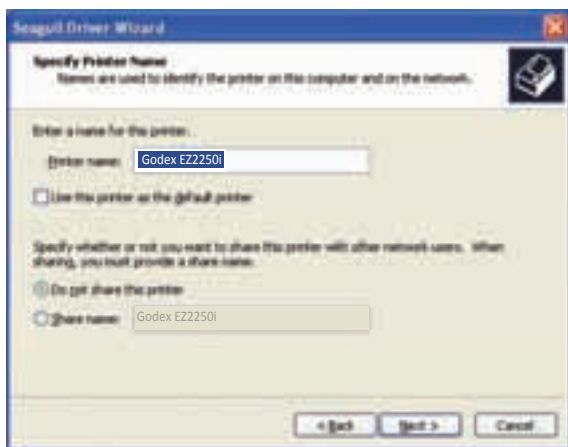 Seagull Driver Wizard
Specify Printer Name
Names are used to identify the printer on this computer and on the network.
Enter a name for this printer.
Printer name: Godex EZ2250i
Use this printer as the default printer
Specify whether or not you want to share this printer with other network users. When
sharing, you must provide a share name.
Do not share this printer
Share name: Godex EZ2250i
< Back Next > Cancel